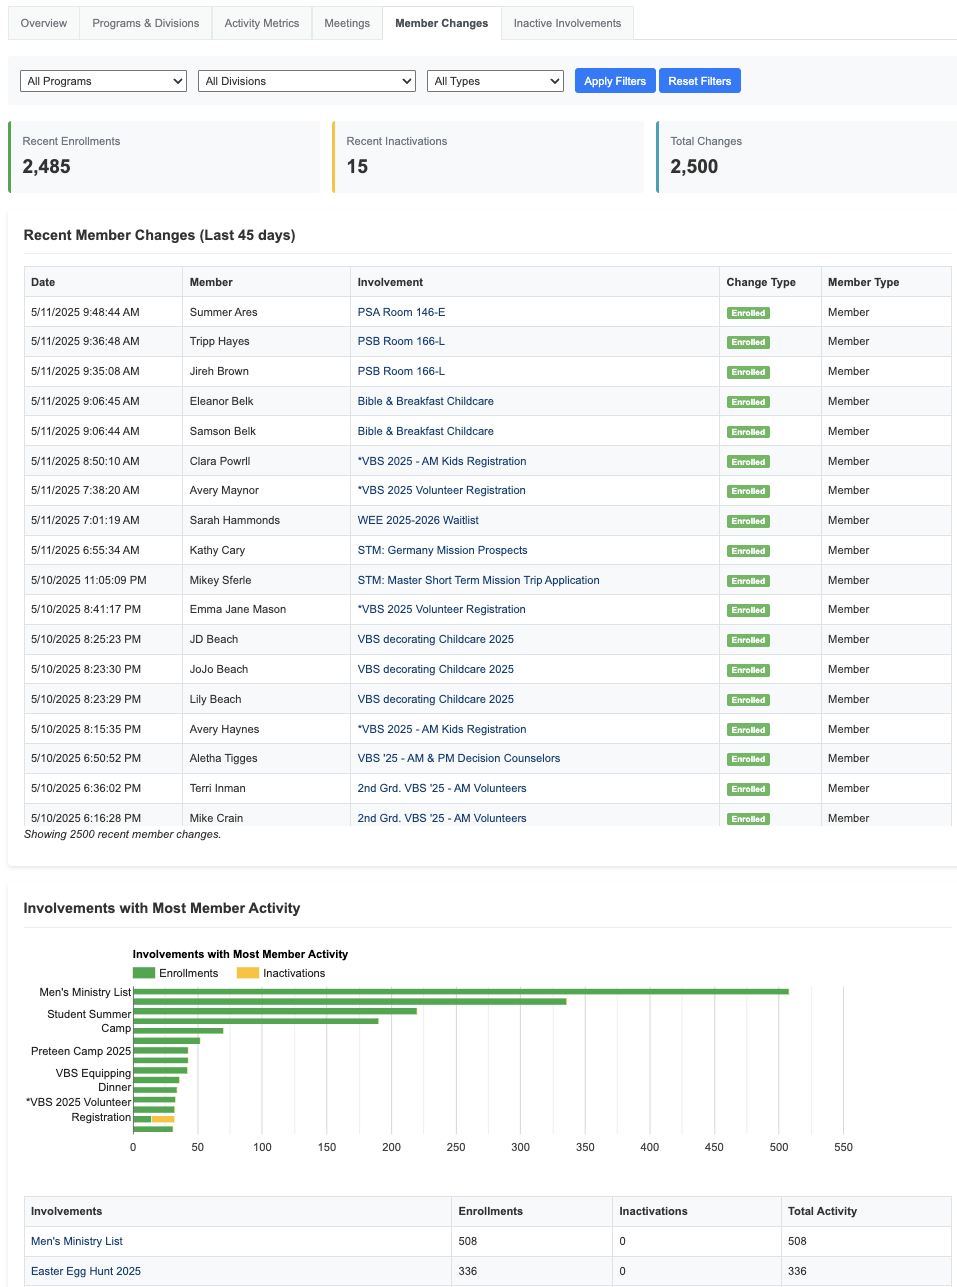 Overview Programs & Divisions Activity Metrics Meetings Member Changes Inactive Involvements
All Programs All Divisions All Types Apply Filters Reset Filters
Recent Enrollments Recent Inactivations Total Changes
2,485 15 2,500
Recent Member Changes (Last 45 days)
Date Member Involvement Change Type Member Type
5/11/2025 9:48:44 AM Summer Ares PSA Room 146-E Enrolled Member
5/11/2025 9:36:48 AM Tripp Hayes PSB Room 166-L Enrolled Member
5/11/2025 9:35:08 AM Jireh Brown PSB Room 166-L Enrolled Member
5/11/2025 9:06:45 AM Eleanor Belk Bible & Breakfast Childcare Enrolled Member
5/11/2025 9:06:44 AM Samson Belk Bible & Breakfast Childcare Enrolled Member
5/11/2025 8:50:10 AM Clara Powrll *VBS 2025 - AM Kids Registration Enrolled Member
5/11/2025 7:38:20 AM Avery Maynor *VBS 2025 Volunteer Registration Enrolled Member
5/11/2025 7:01:19 AM Sarah Hammonds WEE 2025-2026 Waitlist Enrolled Member
5/11/2025 6:55:34 AM Kathy Cary STM: Germany Mission Prospects Enrolled Member
5/10/2025 11:05:09 PM Mikey Sferle STM: Master Short Term Mission Trip Application Enrolled Member
5/10/2025 8:41:17 PM Emma Jane Mason *VBS 2025 Volunteer Registration Enrolled Member
5/10/2025 8:25:23 PM JD Beach VBS decorating Childcare 2025 Enrolled Member
5/10/2025 8:23:30 PM JoJo Beach VBS decorating Childcare 2025 Enrolled Member
5/10/2025 8:23:29 PM Lily Beach VBS decorating Childcare 2025 Enrolled Member
5/10/2025 8:15:35 PM Avery Haynes *VBS 2025 - AM Kids Registration Enrolled Member
5/10/2025 6:50:52 PM Aletha Tigges VBS '25 - AM & PM Decision Counselors Enrolled Member
5/10/2025 6:36:02 PM Terri Inman 2nd Grd. VBS '25 - AM Volunteers Enrolled Member
5/10/2025 6:16:28 PM Mike Crain 2nd Grd. VBS '25 - AM Volunteers Enrolled Member
Showing 2500 recent member changes.
Involvements with Most Member Activity
Involvements with Most Member Activity
Enrollments Inactivations
Men's Ministry List
Student Summer
Camp
Preteen Camp 2025
VBS Equipping
Dinner
*VBS 2025 Volunteer
Registration
0 50 100 150 200 250 300 350 400 450 500 550
Involvements Enrollments Inactivations Total Activity
Men's Ministry List 508 0 508
Easter Egg Hunt 2025 336 0 336